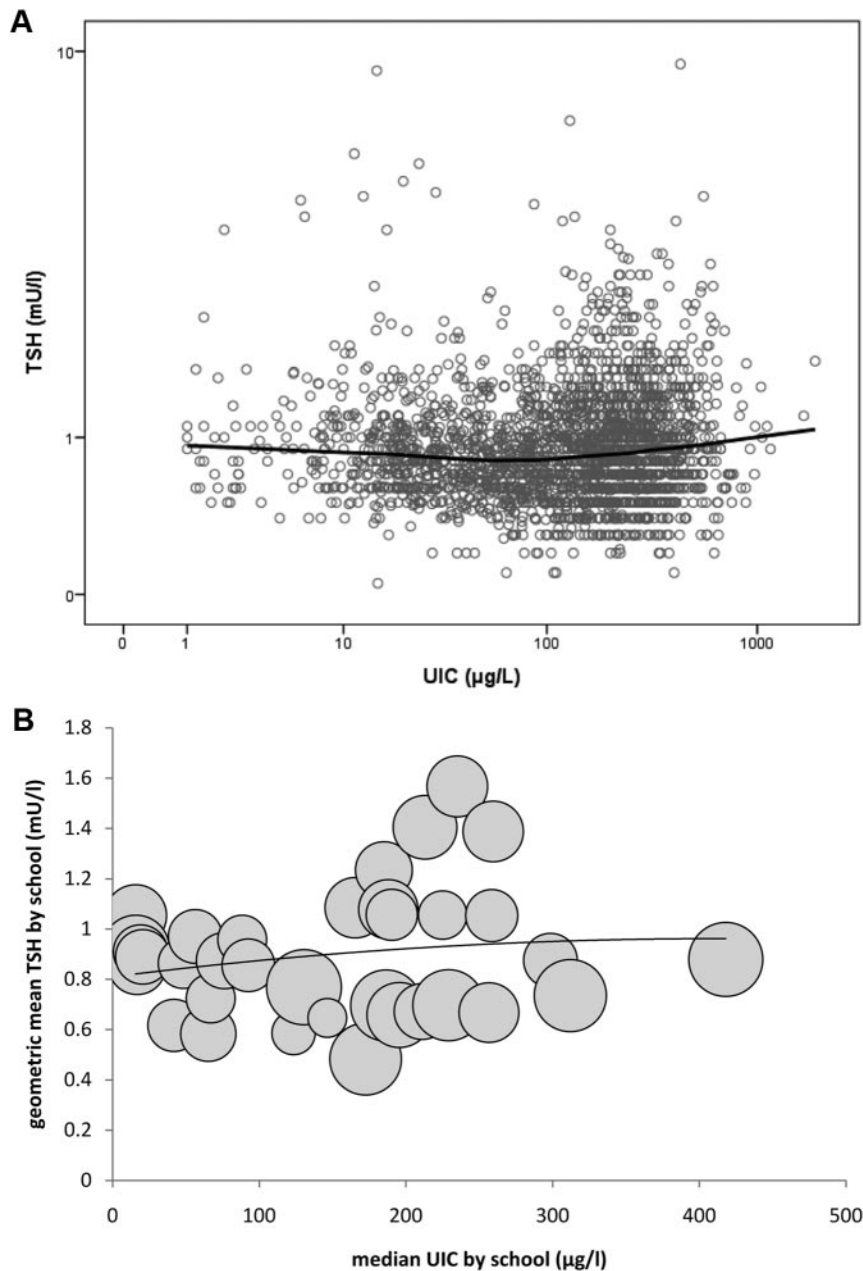 A
10
TSH (mU/l)
1
0
0 1 10 100 1000
UIC (µg/L)
B
1.8
1.6
1.4
1.2
1
0.8
0.6
0.4
0.2
0
geometric mean TSH by school (mU/l)
0 100 200 300 400 500
median UIC by school (µg/l)